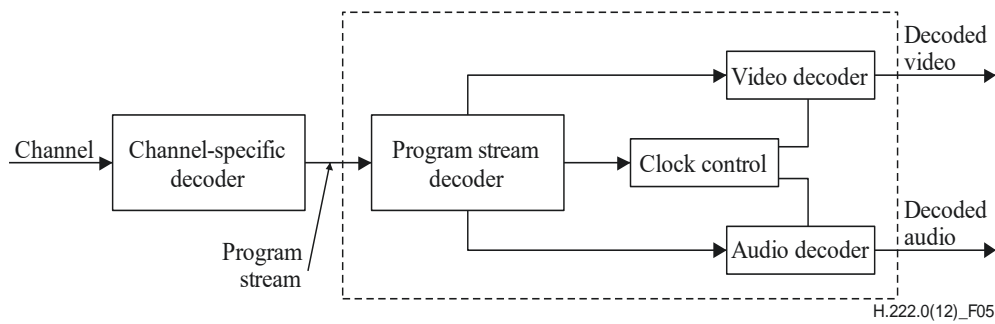 Channel
Channel-specific
decoder
Program
stream
Program stream
decoder
Clock control
Video decoder
Audio decoder
Decoded
video
Decoded
audio
H.222.0(12)_F05